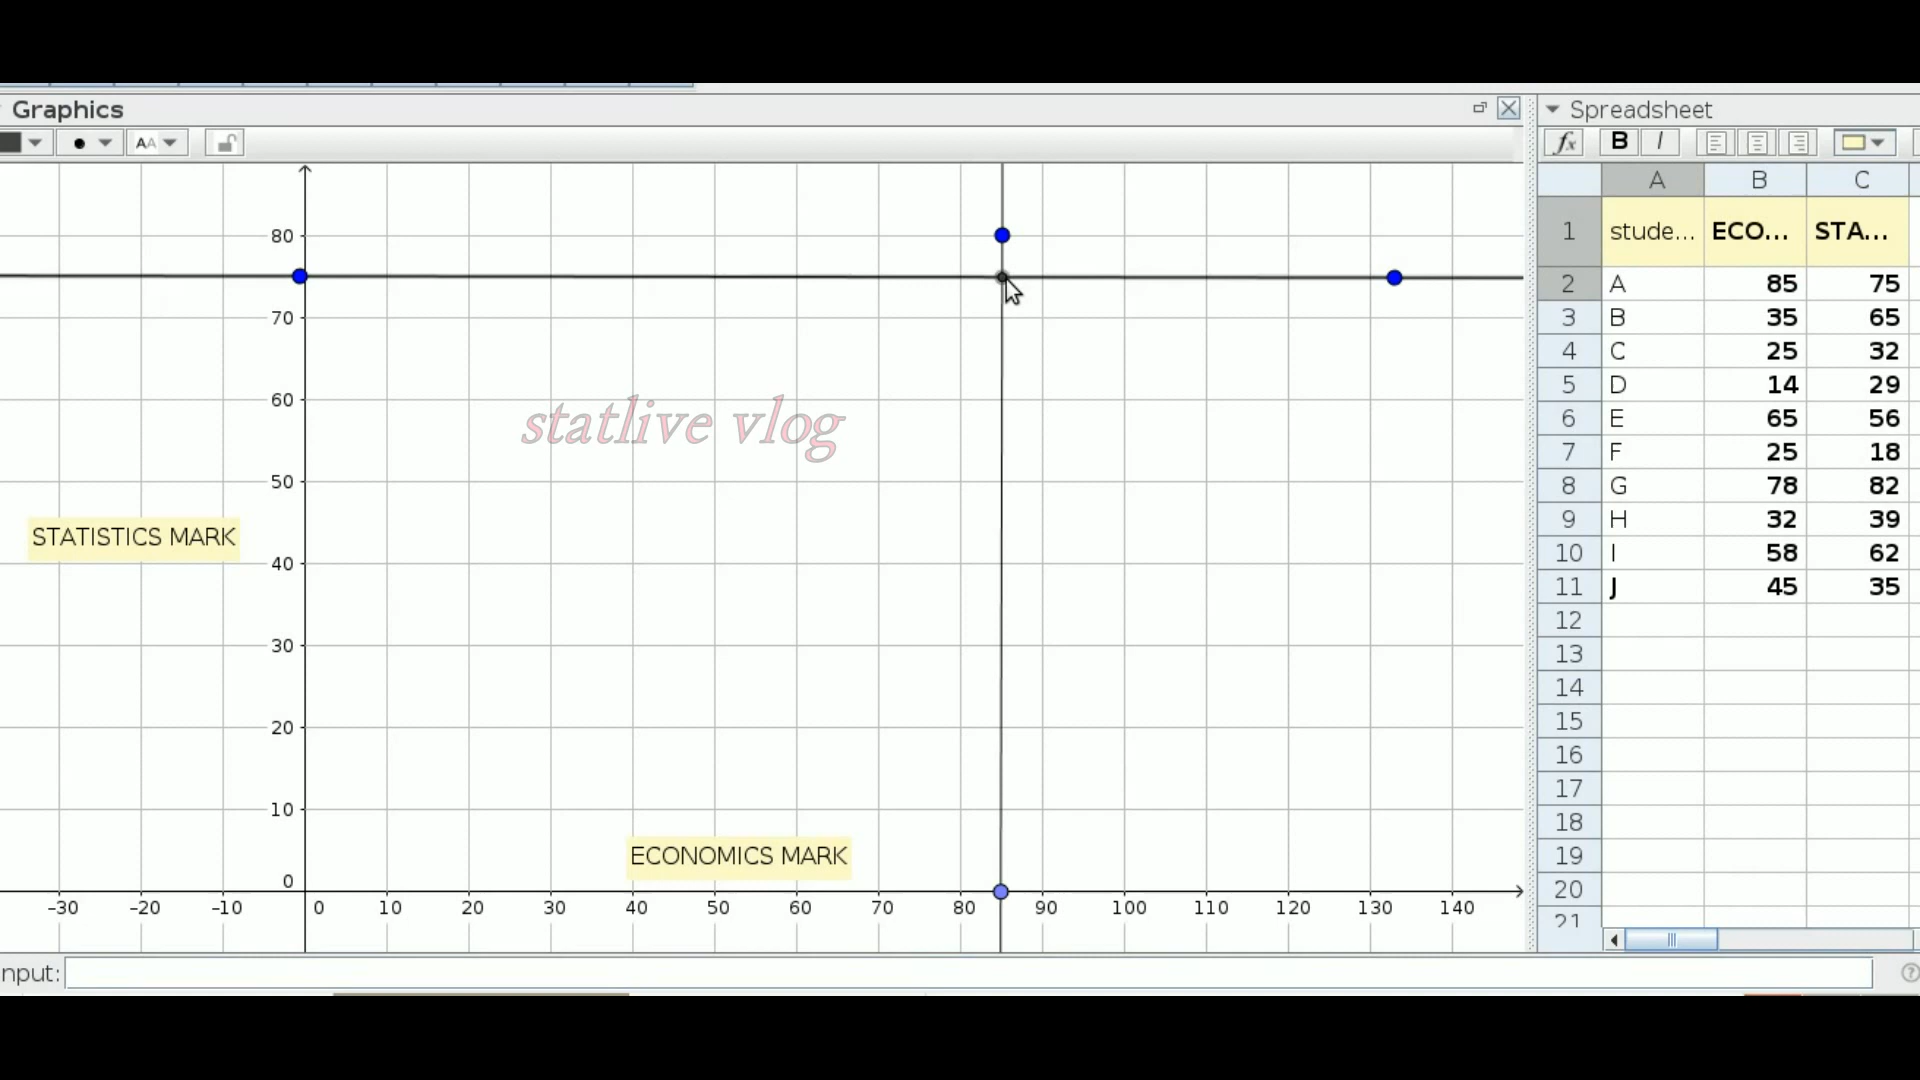 Graphics
Spreadsheet
AA
fx B I
A B C
1 stude... ECO... STA...
2 A 85 75
3 B 35 65
4 C 25 32
5 D 14 29
6 E 65 56
7 F 25 18
8 G 78 82
9 H 32 39
10 I 58 62
11 J 45 35
12
13
14
15
16
17
18
19
20
21
80
70
60
50
40
30
20
10
0
statlive vlog
STATISTICS MARK
ECONOMICS MARK
-30 -20 -10 0 10 20 30 40 50 60 70 80 90 100 110 120 130 140
nput: